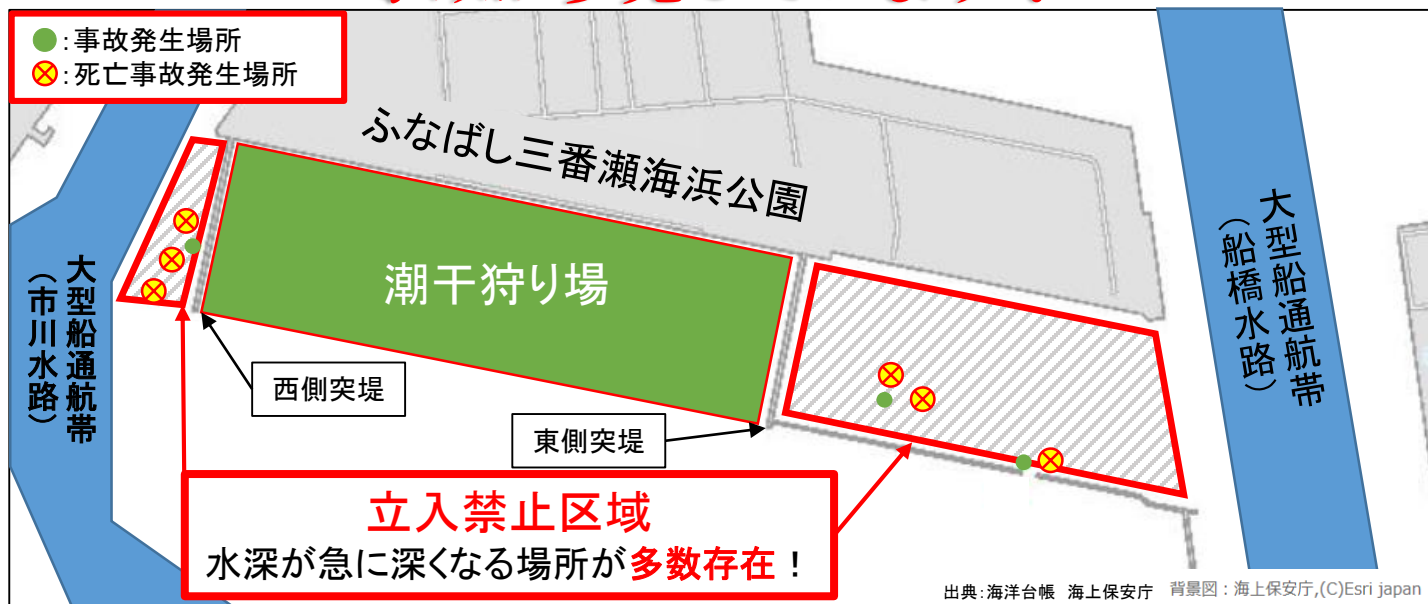 ●：事故発生場所
：死亡事故発生場所
ふなばし三番瀬海浜公園
潮干狩り場
大型船通航帯
（市川水路）
大型船通航帯
（船橋水路）
西側突堤
東側突堤
立入禁止区域
水深が急に深くなる場所が多数存在！
出典：海洋台帳 海上保安庁 背景図：海上保安庁,(C)Esri japan